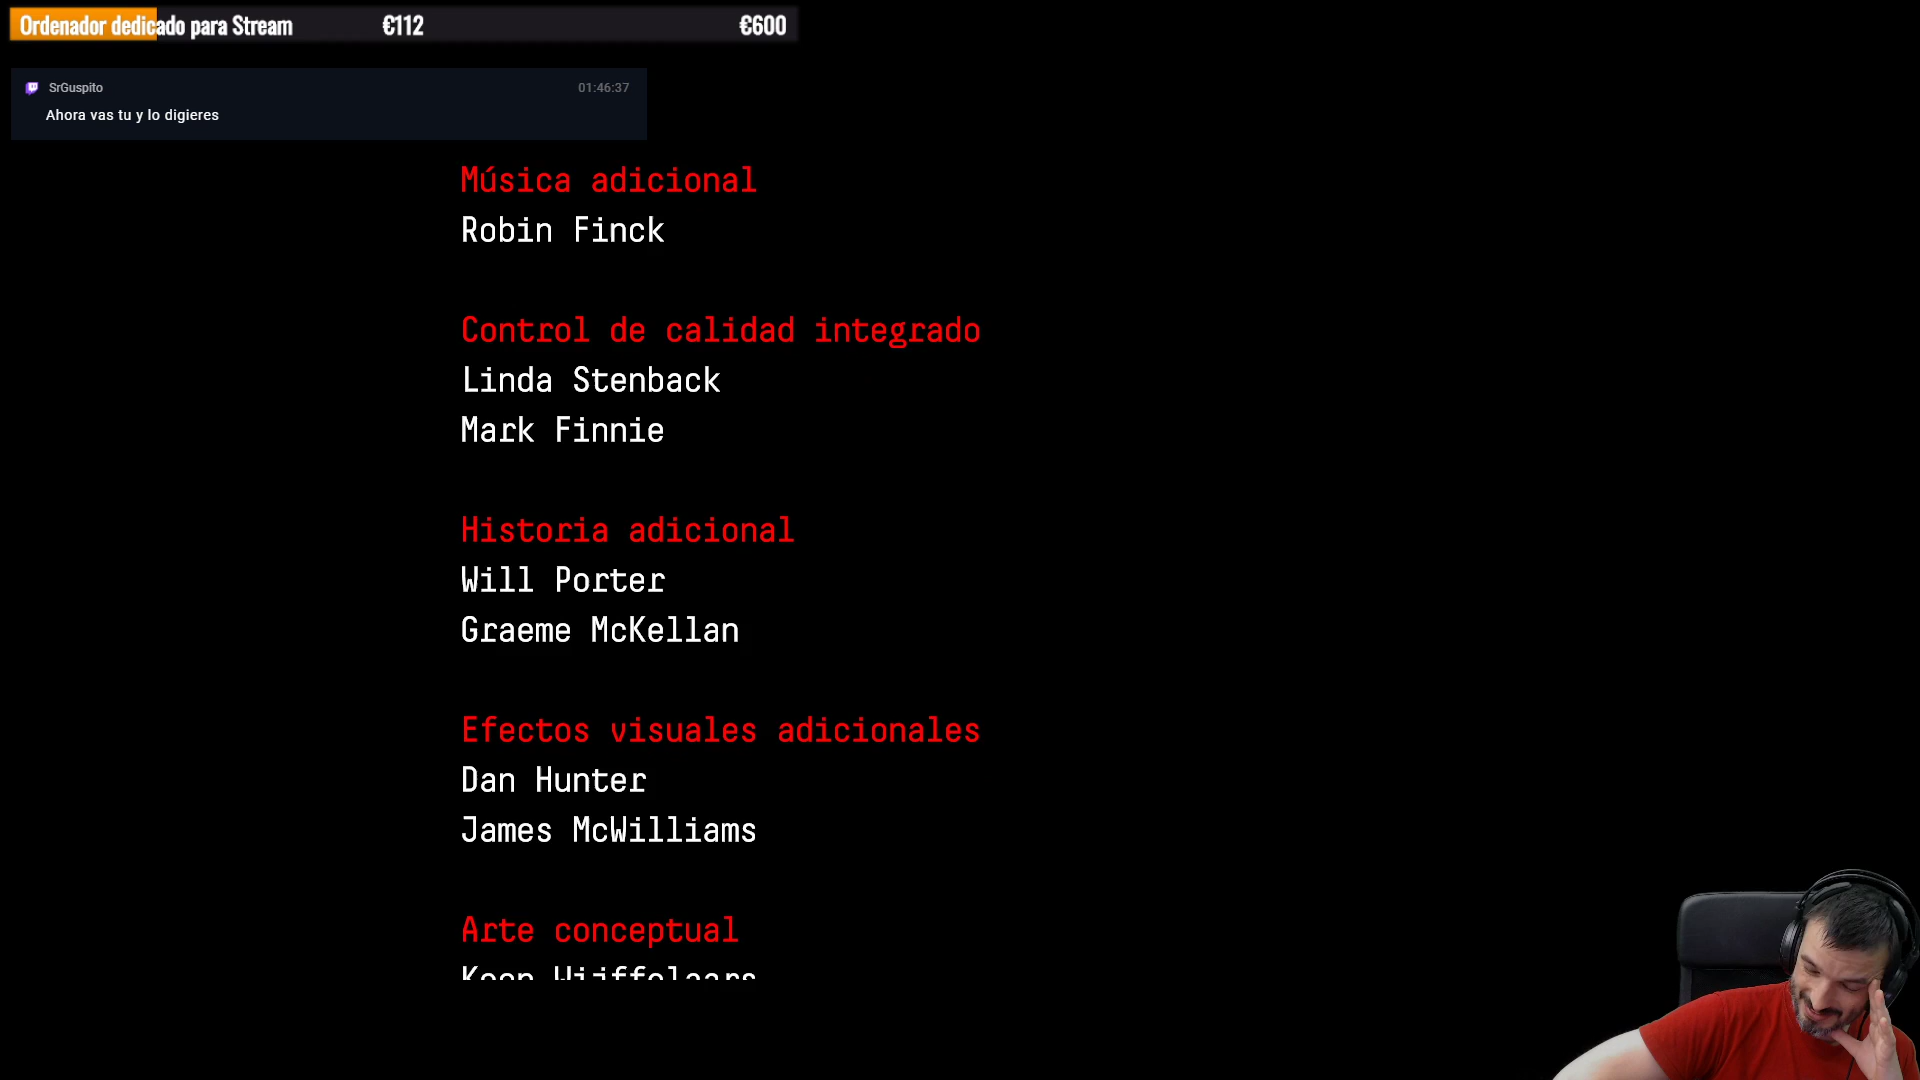 Ordenador dedicado para Stream €112 €600
SrGuspito 01:46:37
Ahora vas tu y lo digieres
Música adicional
Robin Finck
Control de calidad integrado
Linda Stenback
Mark Finnie
Historia adicional
Will Porter
Graeme McKellan
Efectos visuales adicionales
Dan Hunter
James McWilliams
Arte conceptual